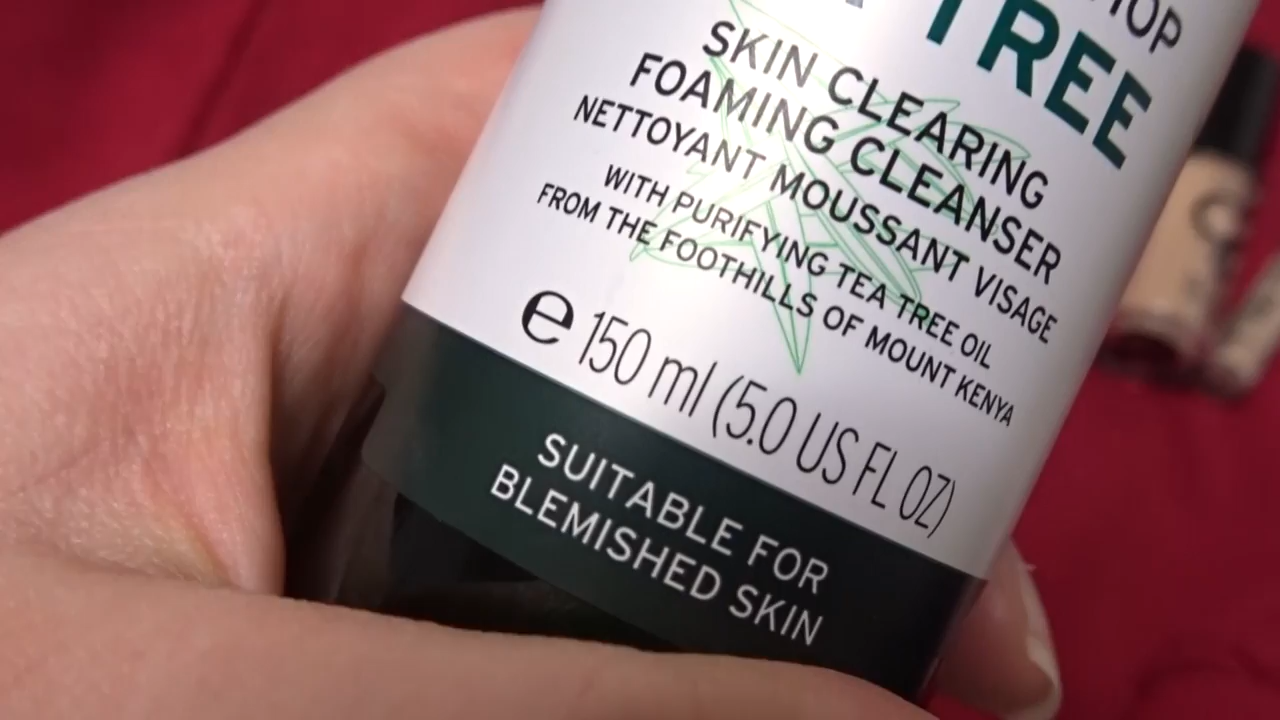 HOP
TREE
SKIN CLEARING
FOAMING CLEANSER
NETTOYANT MOUSSANT VISAGE
WITH PURIFYING TEA TREE OIL
FROM THE FOOTHILLS OF MOUNT KENYA
℮ 150 ml (5.0 US FL OZ)
SUITABLE FOR
BLEMISHED SKIN